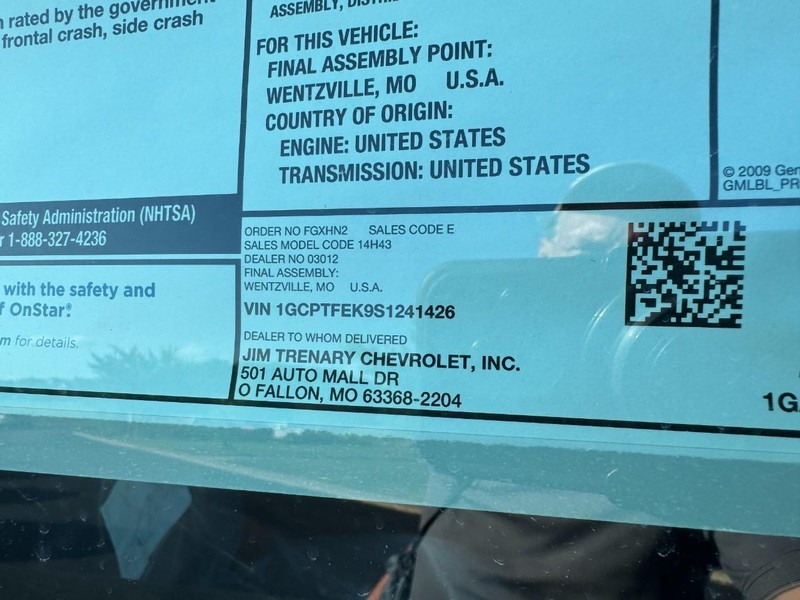 rated by the government
frontal crash, side crash
Safety Administration (NHTSA)
1-888-327-4236
with the safety and
OnStar®.
for details.
ASSEMBLY,
FOR THIS VEHICLE:
FINAL ASSEMBLY POINT:
WENTZVILLE, MO U.S.A.
COUNTRY OF ORIGIN:
ENGINE: UNITED STATES
TRANSMISSION: UNITED STATES
ORDER NO FGXHN2 SALES CODE E
SALES MODEL CODE 14H43
DEALER NO 03012
FINAL ASSEMBLY:
WENTZVILLE, MO U.S.A.
VIN 1GCPTFEK9S1241426
DEALER TO WHOM DELIVERED
JIM TRENARY CHEVROLET, INC.
501 AUTO MALL DR
O FALLON, MO 63368-2204
© 2009 Gen
GMLBL_PR
1G